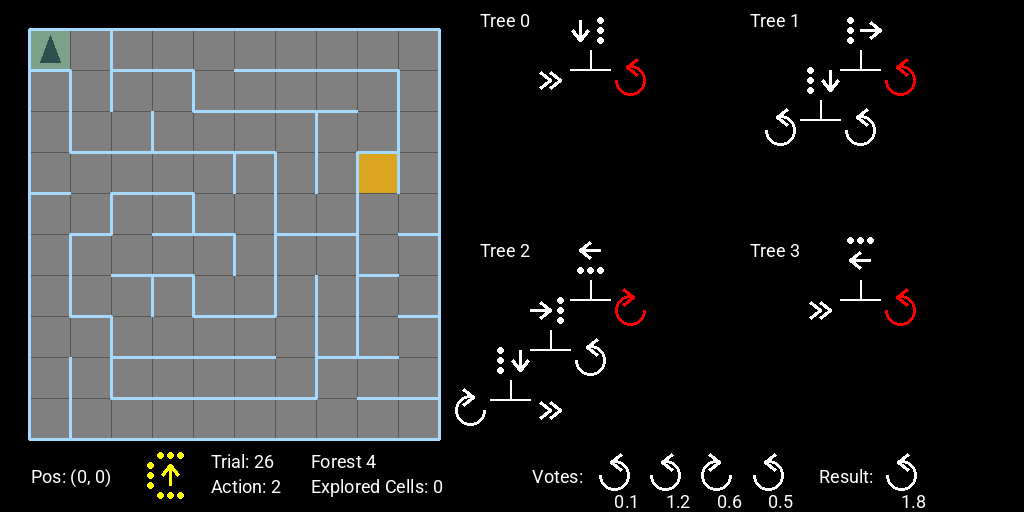 Tree 0
Tree 1
Tree 2
Tree 3
Pos: (0, 0)
Trial: 26
Forest 4
Action: 2
Explored Cells: 0
Votes:
0.1
1.2
0.6
0.5
Result:
1.8